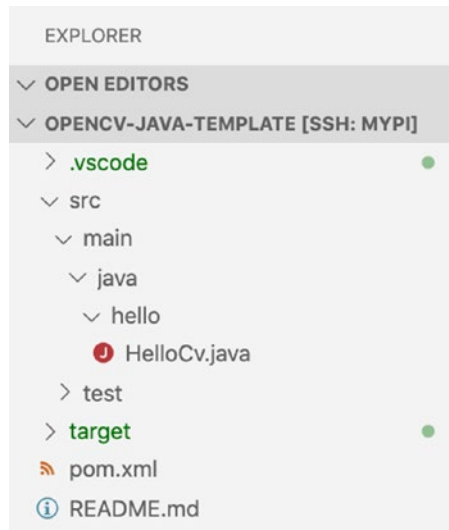 EXPLORER
OPEN EDITORS
OPENCV-JAVA-TEMPLATE [SSH: MYPI]
.vscode
src
main
java
hello
J HelloCv.java
test
target
pom.xml
README.md